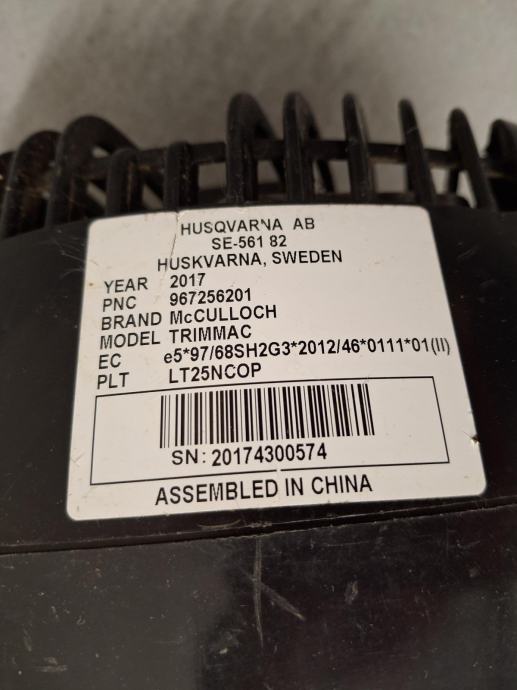 HUSQVARNA AB
SE-561 82
HUSKVARNA, SWEDEN
YEAR 2017
PNC 967256201
BRAND McCULLOCH
MODEL TRIMMAC
EC e5*97/68SH2G3*2012/46*0111*01(II)
PLT LT25NCOP
SN: 20174300574
ASSEMBLED IN CHINA